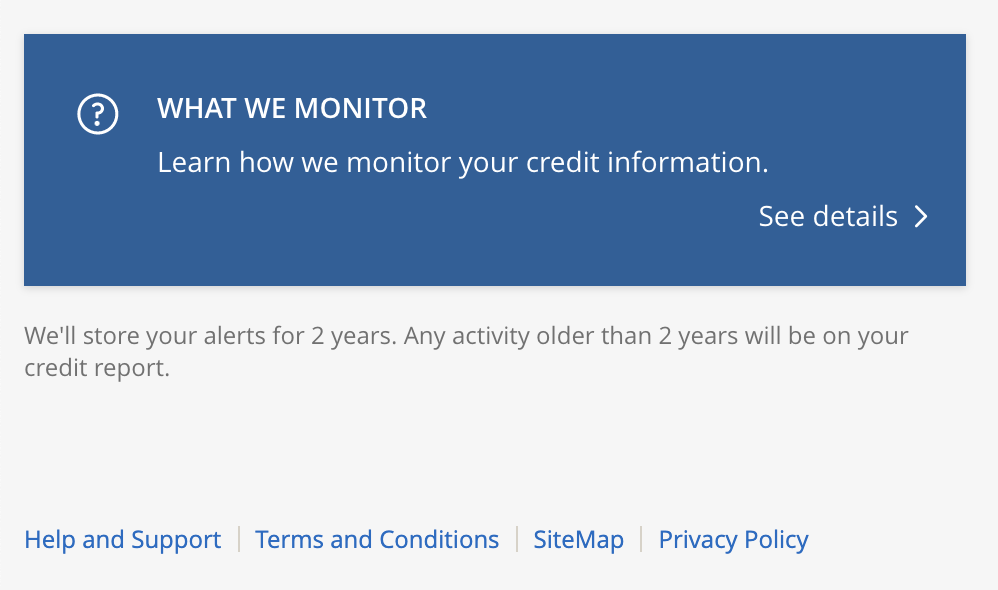 WHAT WE MONITOR
Learn how we monitor your credit information.
See details
We'll store your alerts for 2 years. Any activity older than 2 years will be on your
credit report.
Help and Support | Terms and Conditions | SiteMap | Privacy Policy